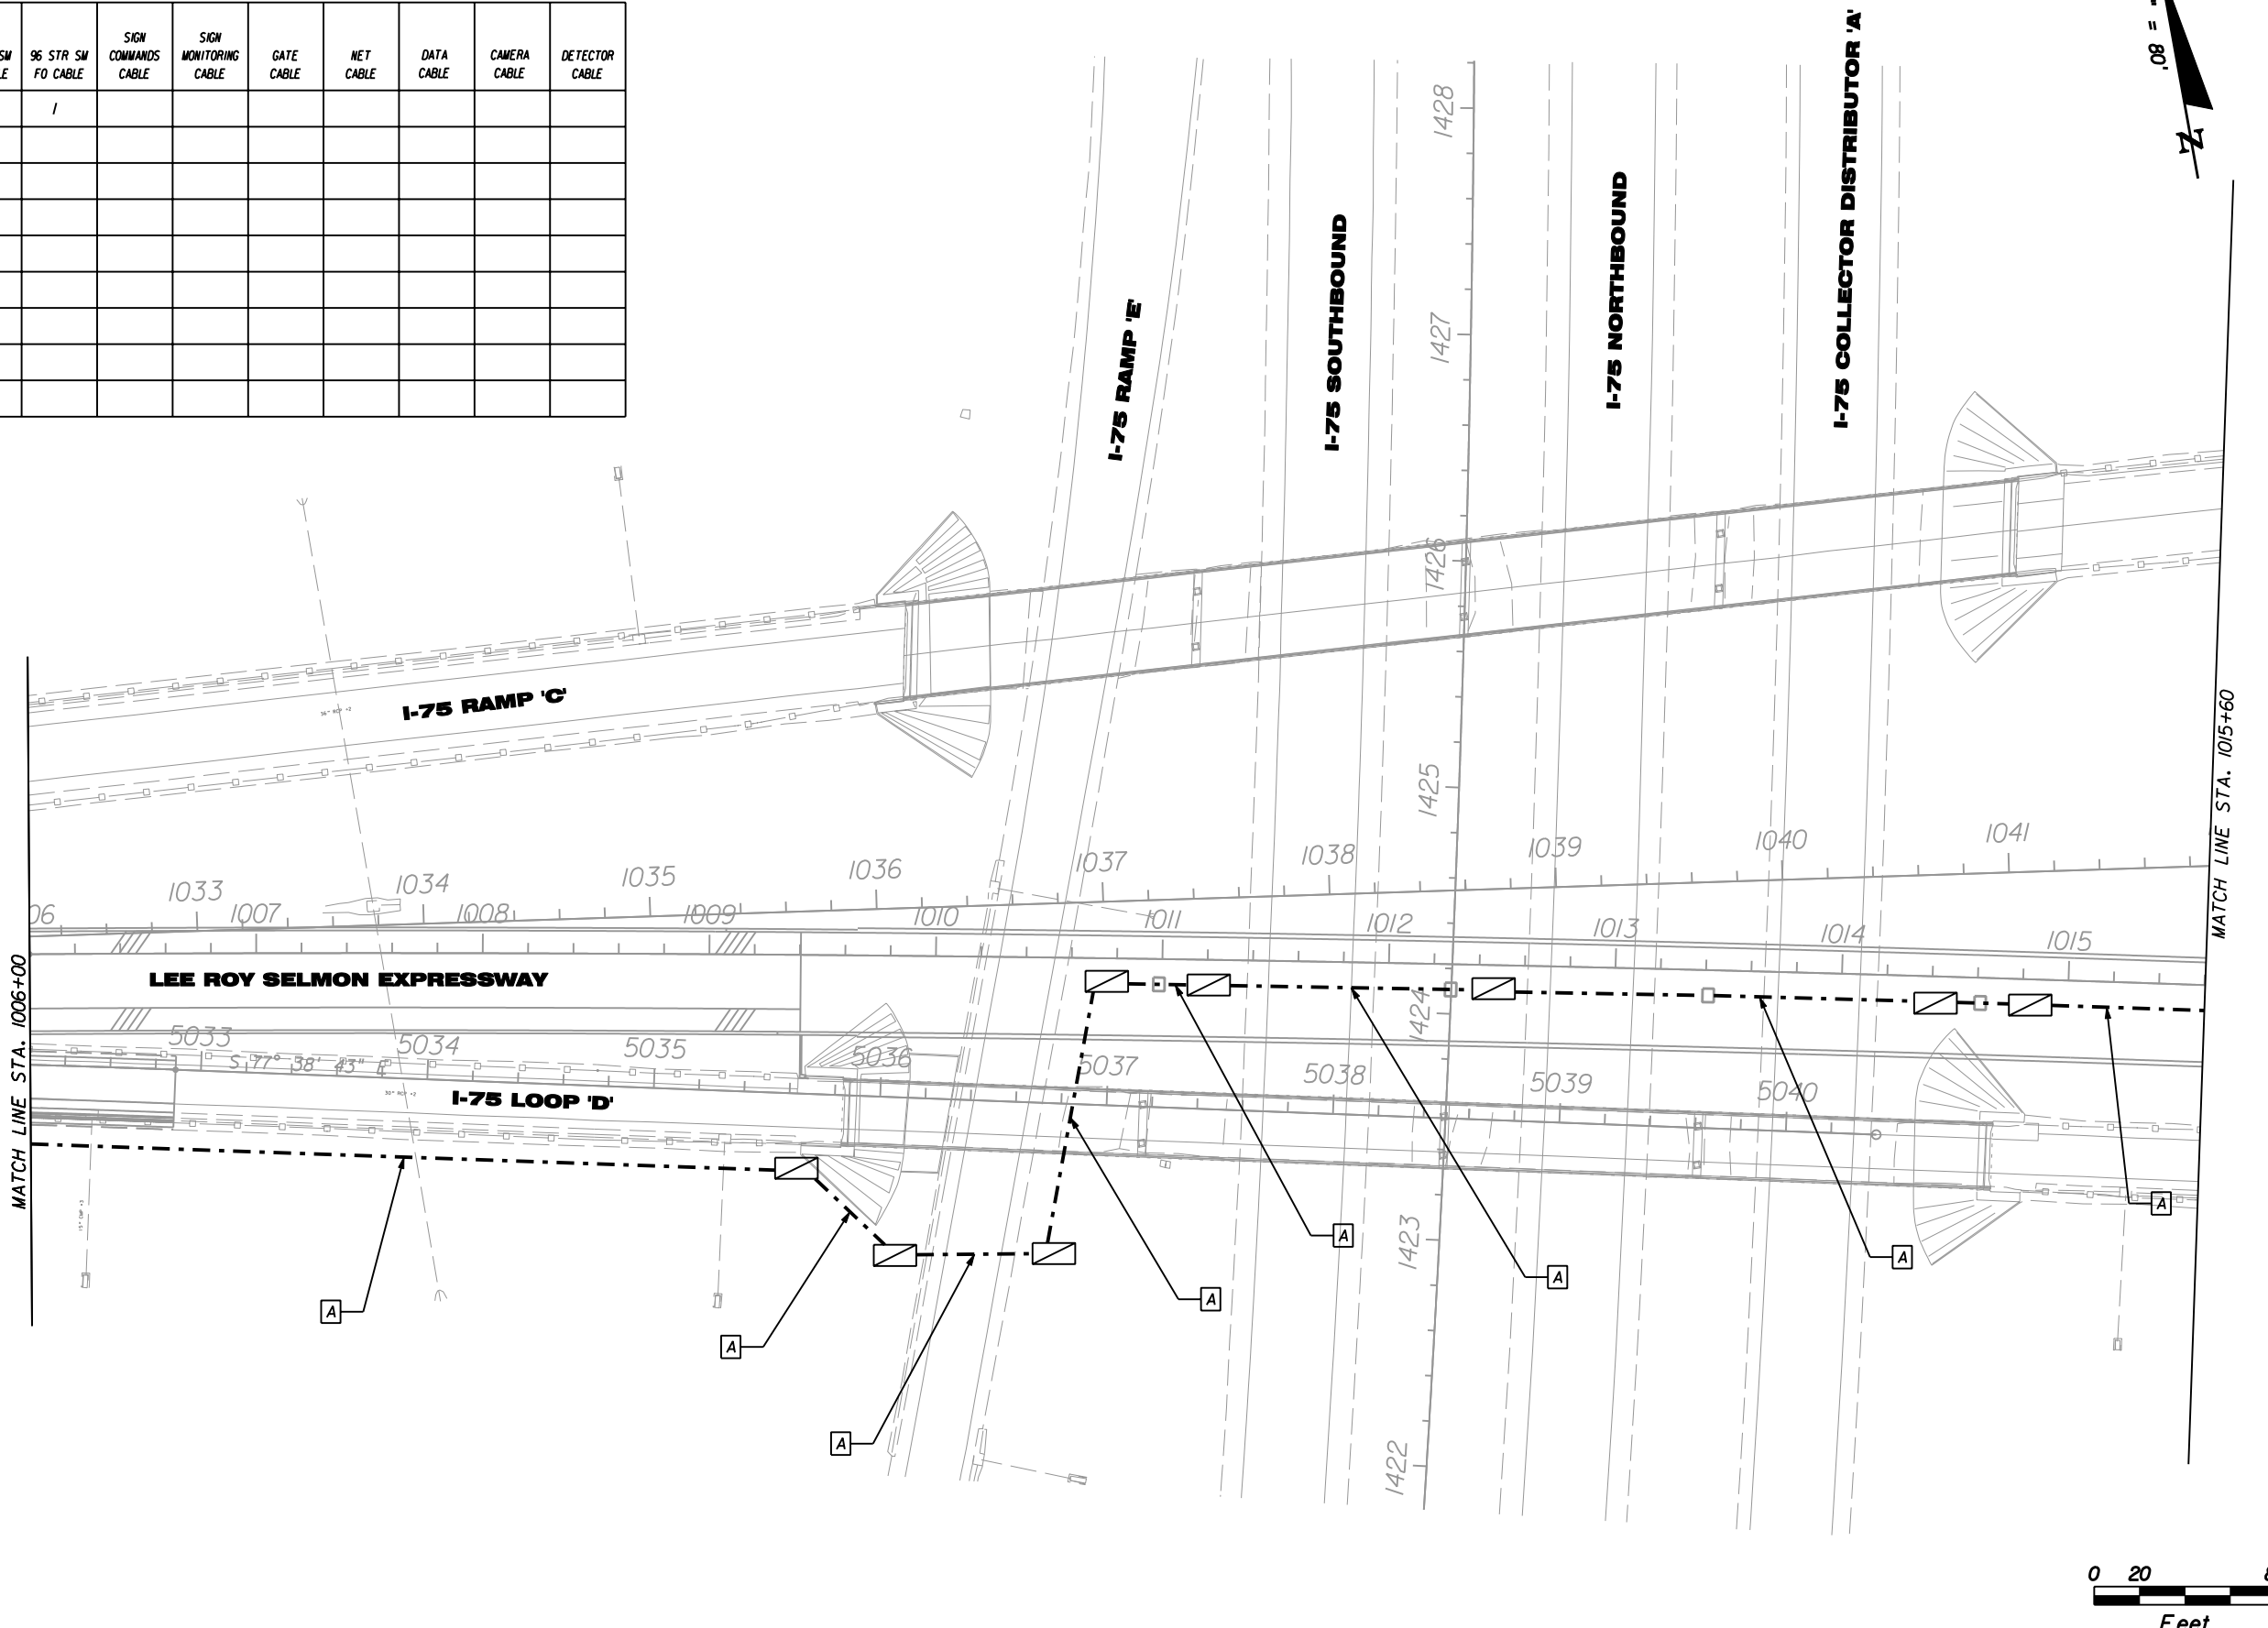 SM
96 STR SM
FO CABLE
SIGN
COMMANDS
CABLE
SIGN
MONITORING
CABLE
GATE
CABLE
NET
CABLE
DATA
CABLE
CAMERA
CABLE
DETECTOR
CABLE
1
= 80'
N
I-75 RAMP 'E'
I-75 SOUTHBOUND
I-75 NORTHBOUND
I-75 COLLECTOR DISTRIBUTOR 'A'
1428
1427
1426
1425
1424
1423
1422
I-75 RAMP 'C'
MATCH LINE STA. 1015+60
1033
1034
1035
1036
1037
1038
1039
1040
1041
06
1007
1008
1009
1010
1011
1012
1013
1014
1015
LEE ROY SELMON EXPRESSWAY
MATCH LINE STA. 1006+00
5033
5034
5035
5036
5037
5038
5039
5040
S 77° 38' 43" E
I-75 LOOP 'D'
A
A
A
A
A
A
A
A
0 20
Feet